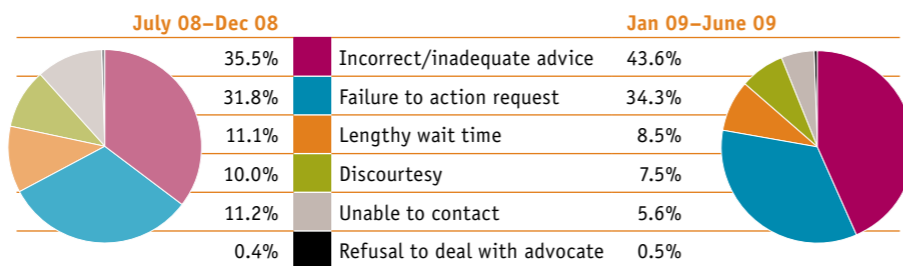 July 08–Dec 08 Jan 09–June 09
35.5% Incorrect/inadequate advice 43.6%
31.8% Failure to action request 34.3%
11.1% Lengthy wait time 8.5%
10.0% Discourtesy 7.5%
11.2% Unable to contact 5.6%
0.4% Refusal to deal with advocate 0.5%